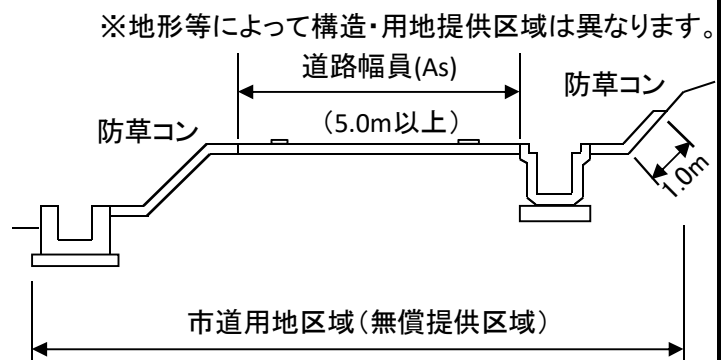 ※地形等によって構造・用地提供区域は異なります。
道路幅員(As)
防草コン
防草コン
（5.0m以上）
1.0m
市道用地区域（無償提供区域）